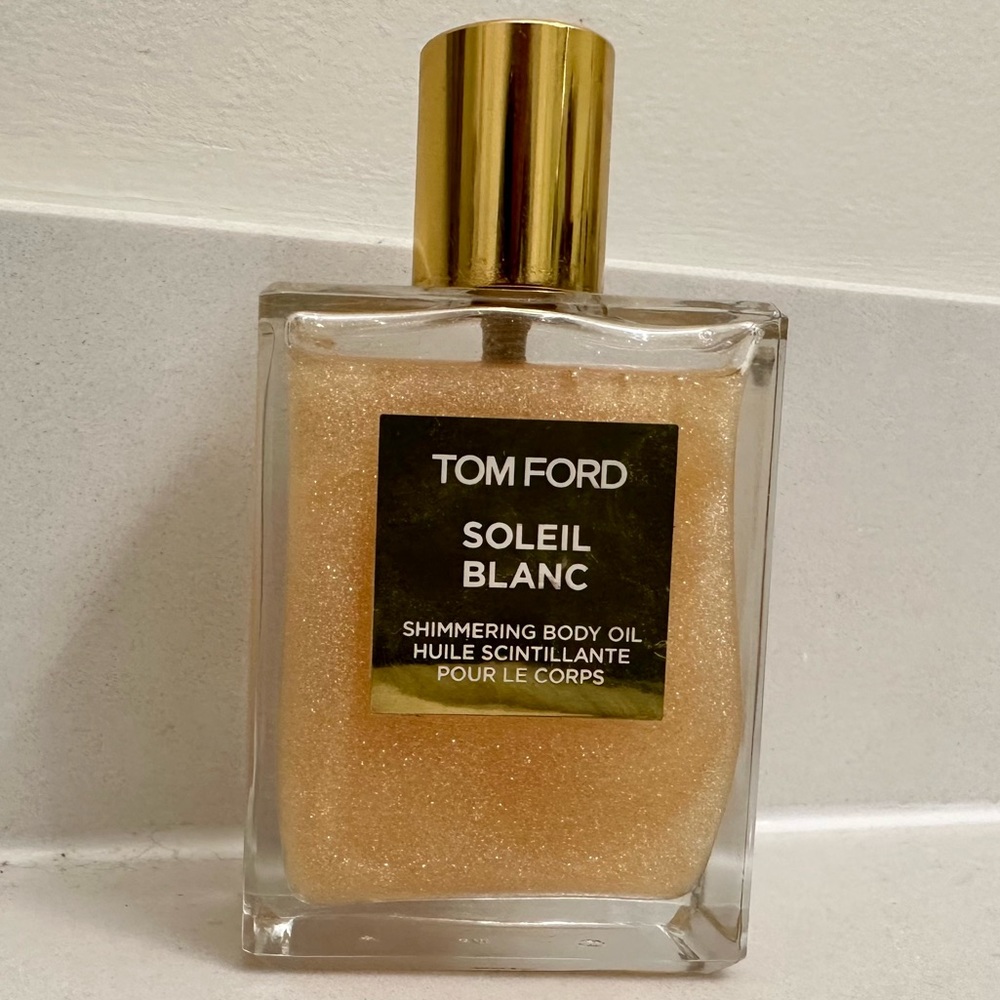 TOM FORD
SOLEIL
BLANC
SHIMMERING BODY OIL
HUILE SCINTILLANTE
POUR LE CORPS